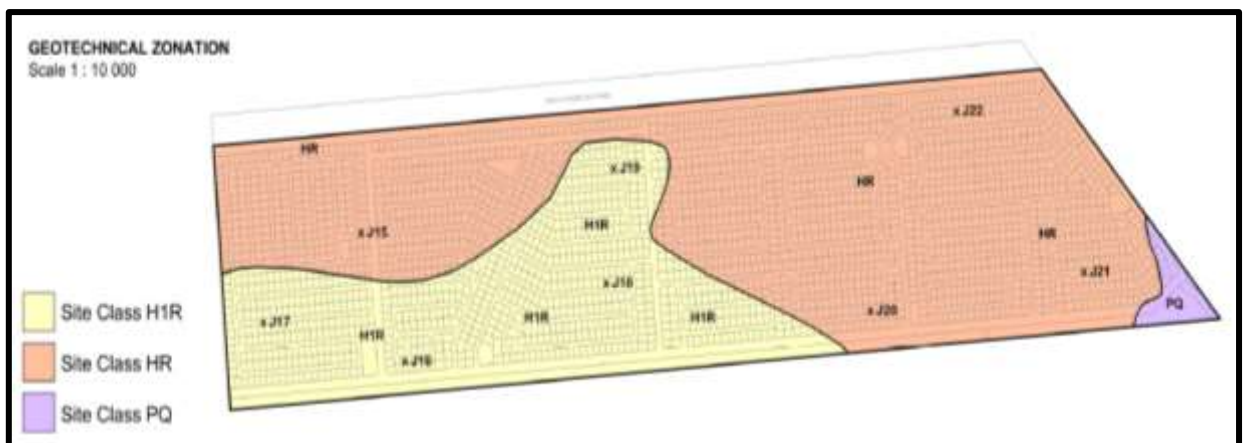 GEOTECHNICAL ZONATION
Scale 1 : 10 000
HR
x J22
x J19
HR
x J15
H1R
HR
x J21
x J18
PQ
x J17
H1R
H1R
H1R
x J20
x J16
Site Class H1R
Site Class HR
Site Class PQ